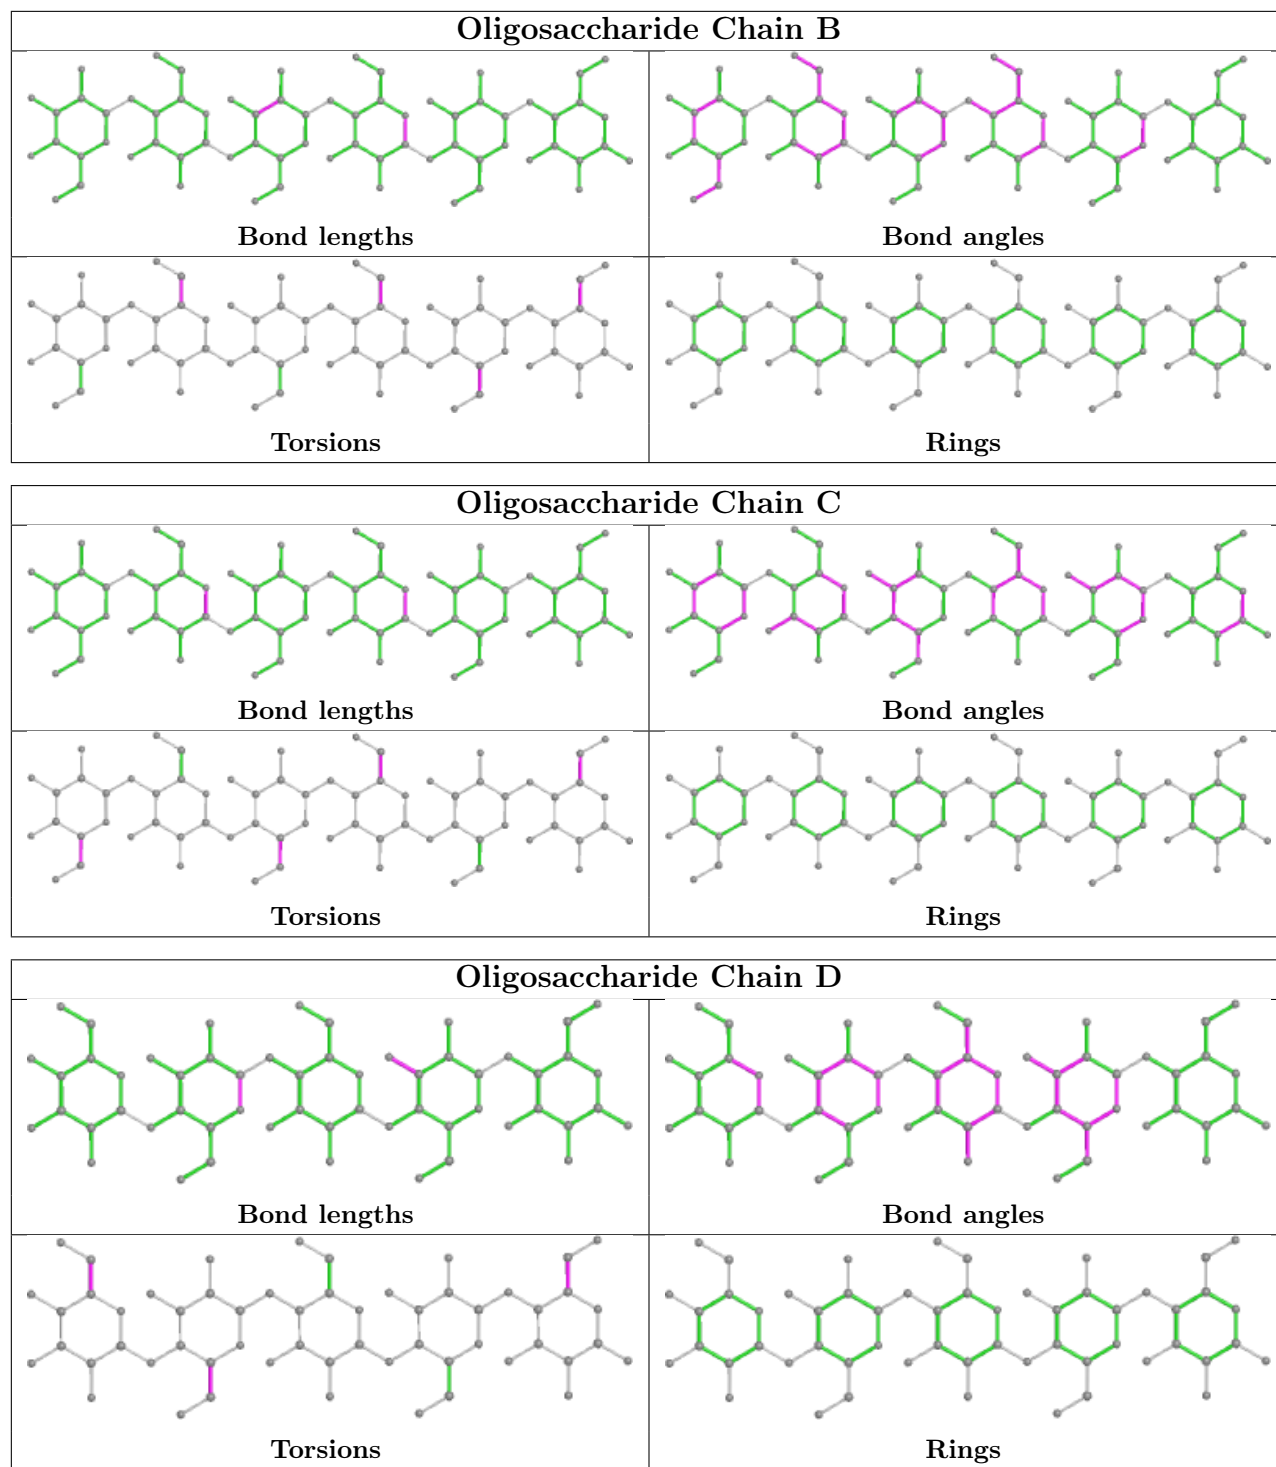 Oligosaccharide Chain B
Bond lengths
Bond angles
Torsions
Rings
Oligosaccharide Chain C
Bond lengths
Bond angles
Torsions
Rings
Oligosaccharide Chain D
Bond lengths
Bond angles
Torsions
Rings